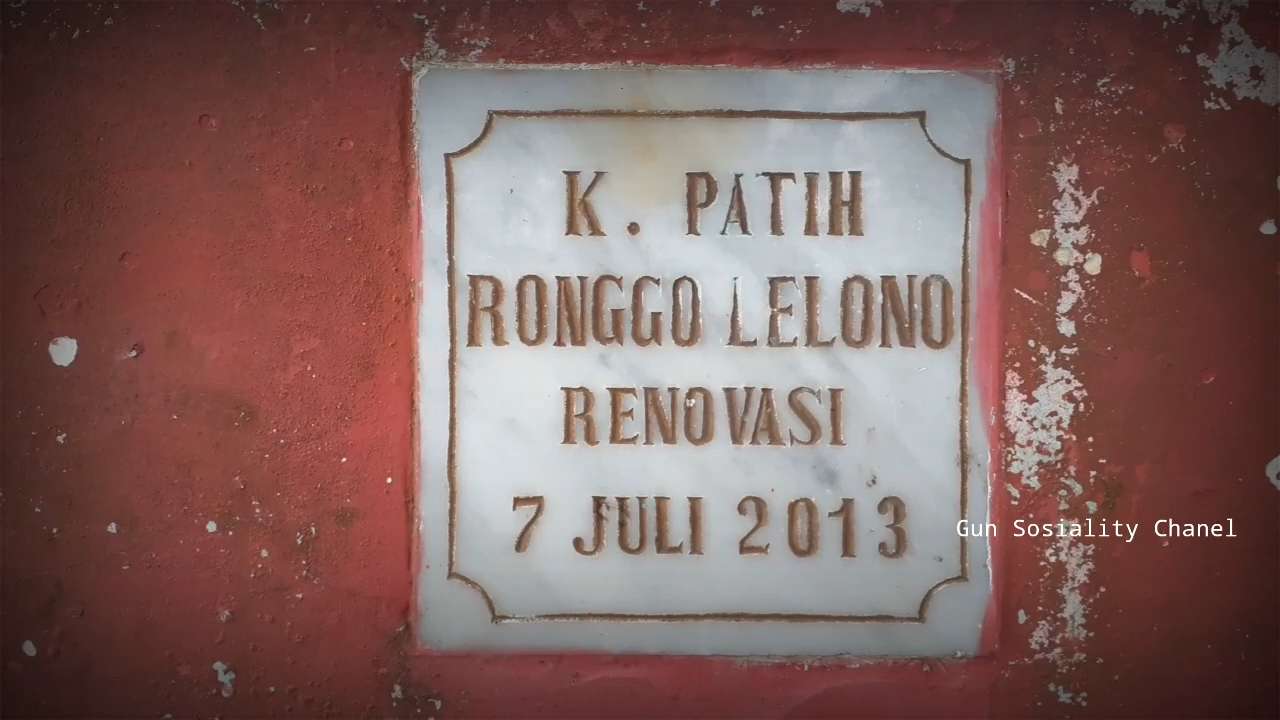 K. PATIH
RONGGO LELONO
RENOVASI
7 JULI 2013
Gun Sosiality Chanel